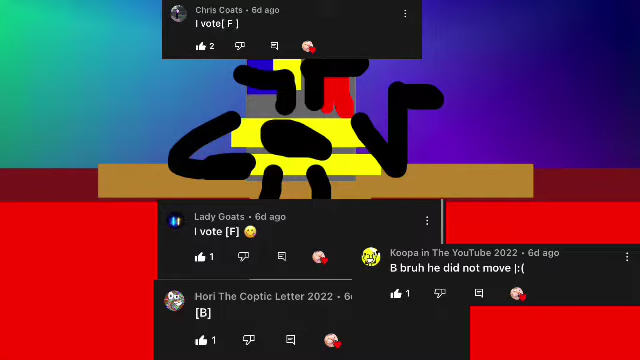 Chris Coats • 6d ago
I vote[ F ]
2
Lady Goats • 6d ago
I vote [F] 😋
1
Koopa in The YouTube 2022 • 6d ago
B bruh he did not move |:(
1
Hori The Coptic Letter 2022 • 6
[B]
1